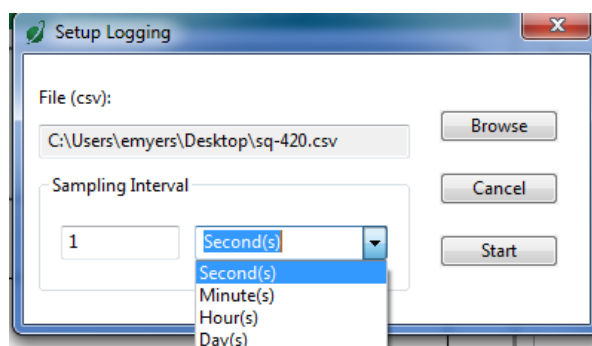 Setup Logging
File (csv):
C:\Users\emyers\Desktop\sq-420.csv
Browse
Sampling Interval
Cancel
1
Second(s)
Start
Second(s)
Minute(s)
Hour(s)
Day(s)